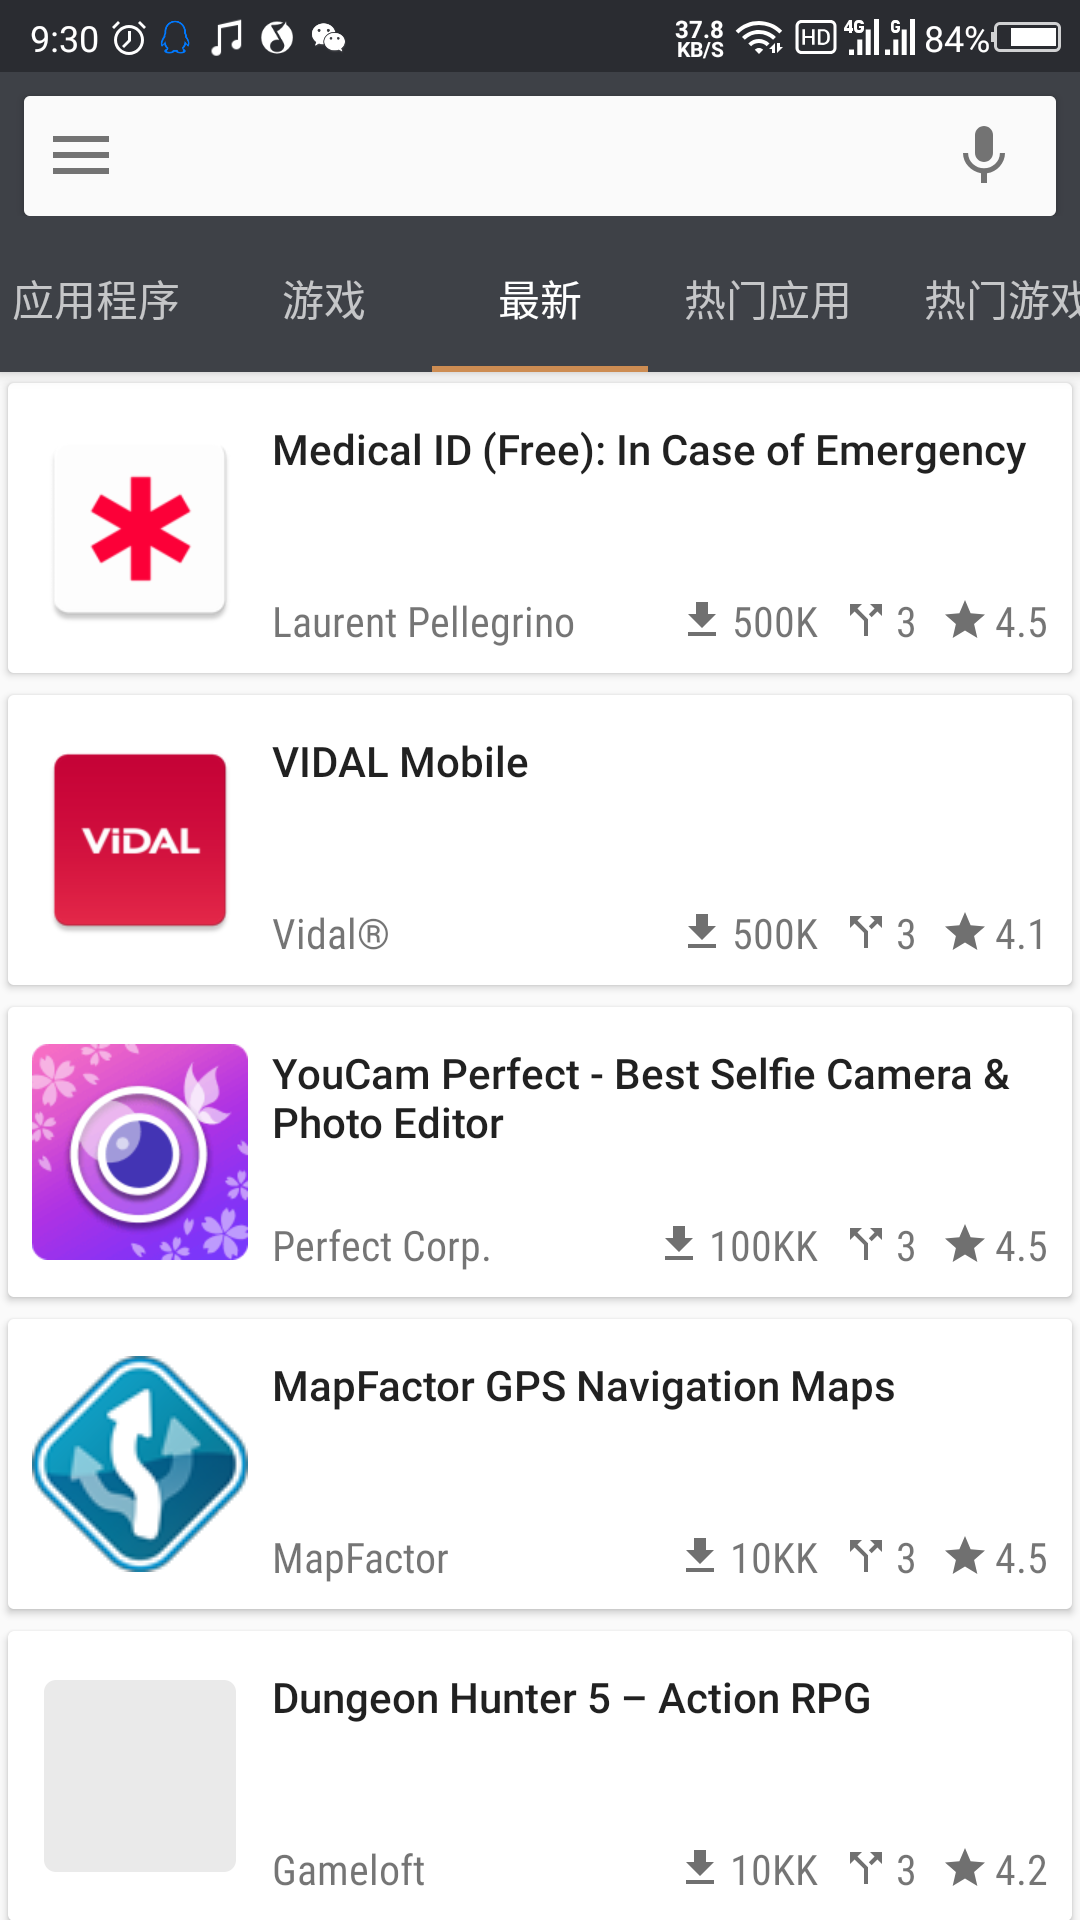 9:30 37.8 KB/S HD 4G G 84%
应用程序 游戏 最新 热门应用 热门游戏
Medical ID (Free): In Case of Emergency
Laurent Pellegrino 500K 3 4.5
VIDAL Mobile
ViDAL
Vidal® 500K 3 4.1
YouCam Perfect - Best Selfie Camera &
Photo Editor
Perfect Corp. 100KK 3 4.5
MapFactor GPS Navigation Maps
MapFactor 10KK 3 4.5
Dungeon Hunter 5 – Action RPG
Gameloft 10KK 3 4.2